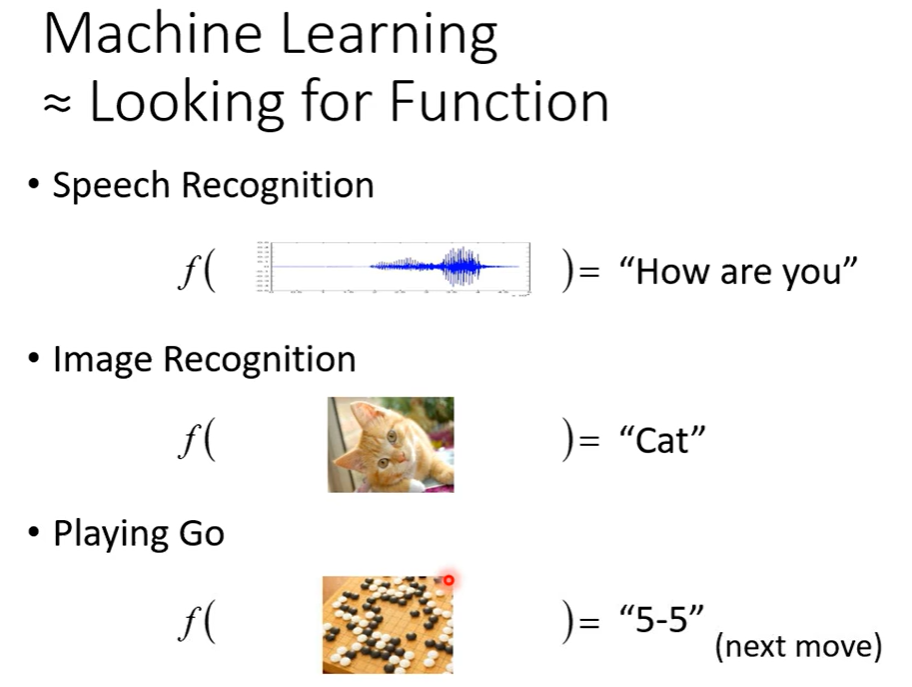 Machine Learning
≈ Looking for Function
• Speech Recognition
f( )= “How are you”
• Image Recognition
f( )= “Cat”
• Playing Go
f( )= “5-5”
(next move)